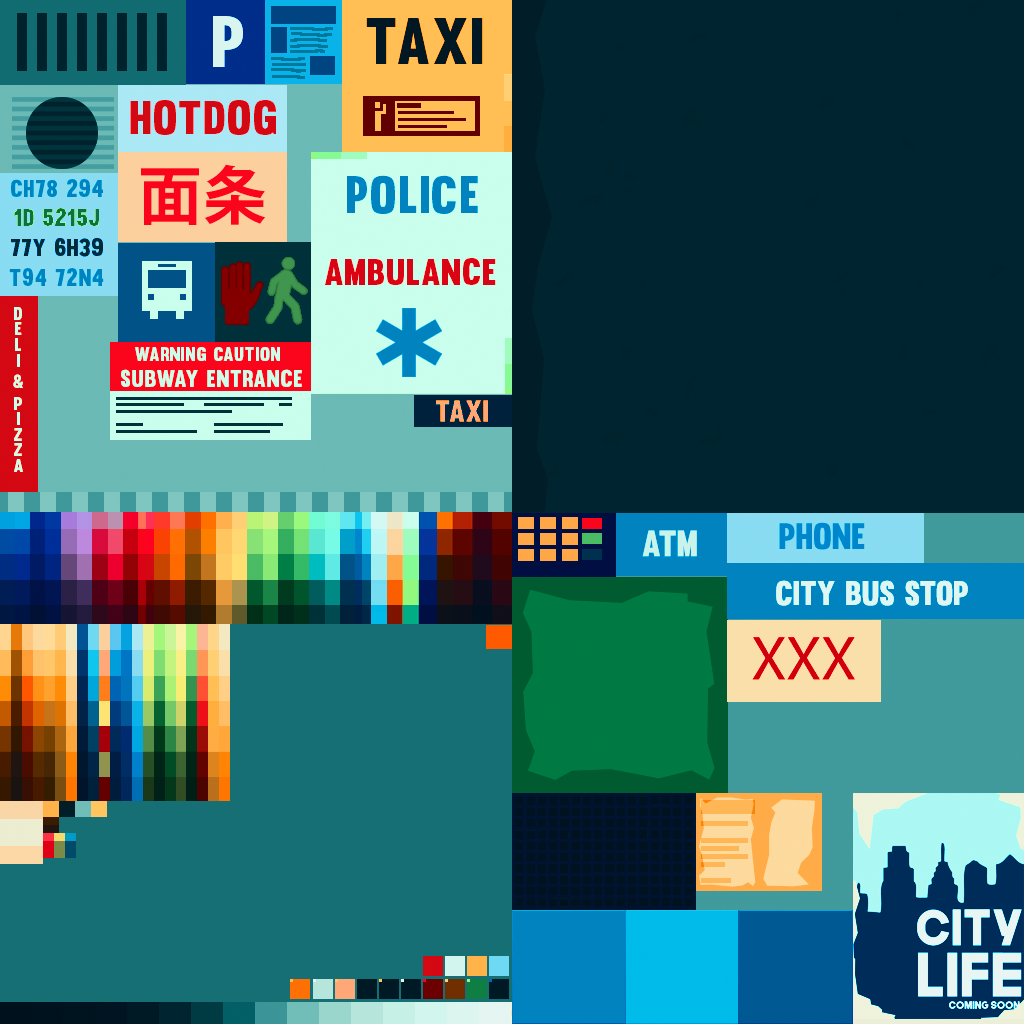 P
TAXI
HOTDOG
面条
CH78 294
1D 5215J
77Y 6H39
T94 72N4
POLICE
AMBULANCE
DELI & PIZZA
WARNING CAUTION
SUBWAY ENTRANCE
TAXI
ATM
PHONE
CITY BUS STOP
XXX
CITY
LIFE
COMING SOON